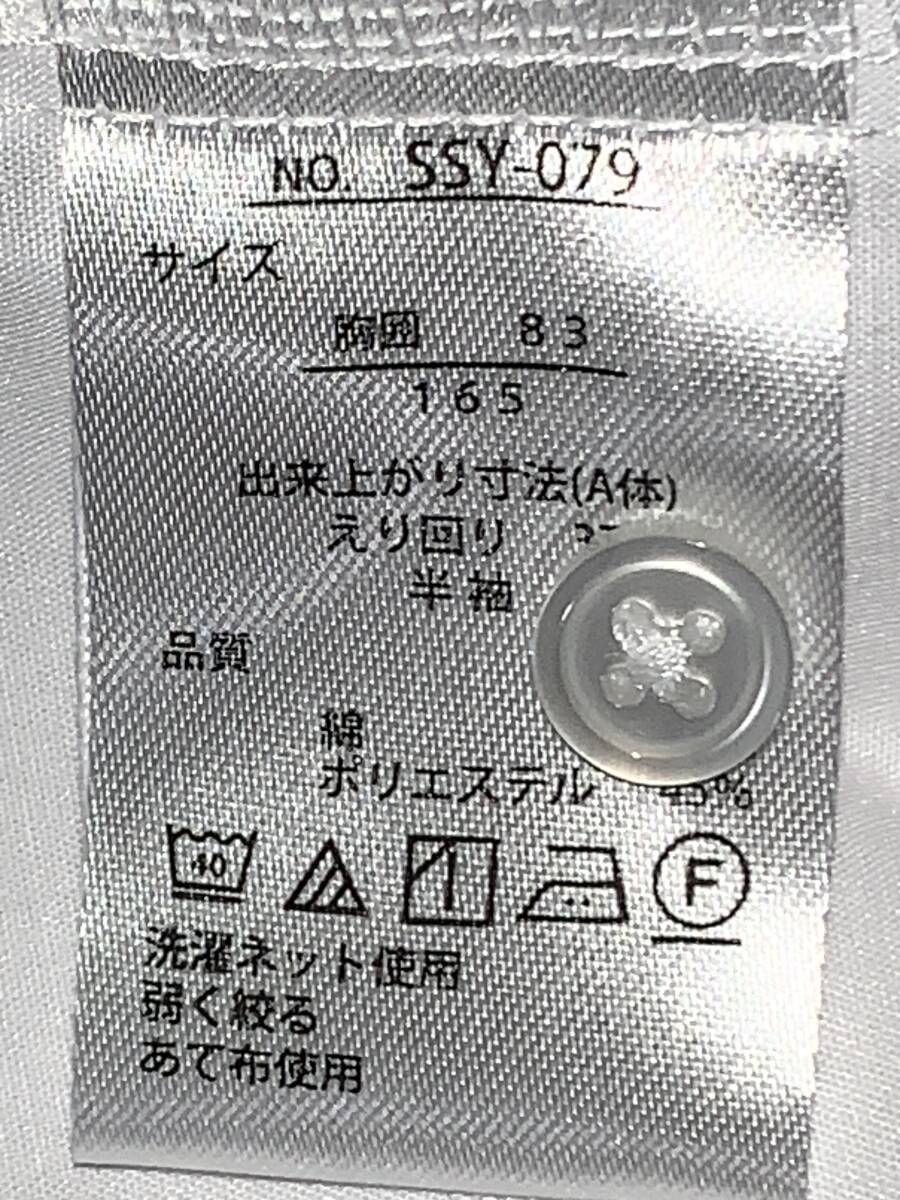 NO. SSY-079
サイズ
胸囲 83
165
出来上がり寸法(A体)
えり回り
半袖
品質
綿
ポリエステル 45%
40
F
洗濯ネット使用
弱く絞る
あて布使用